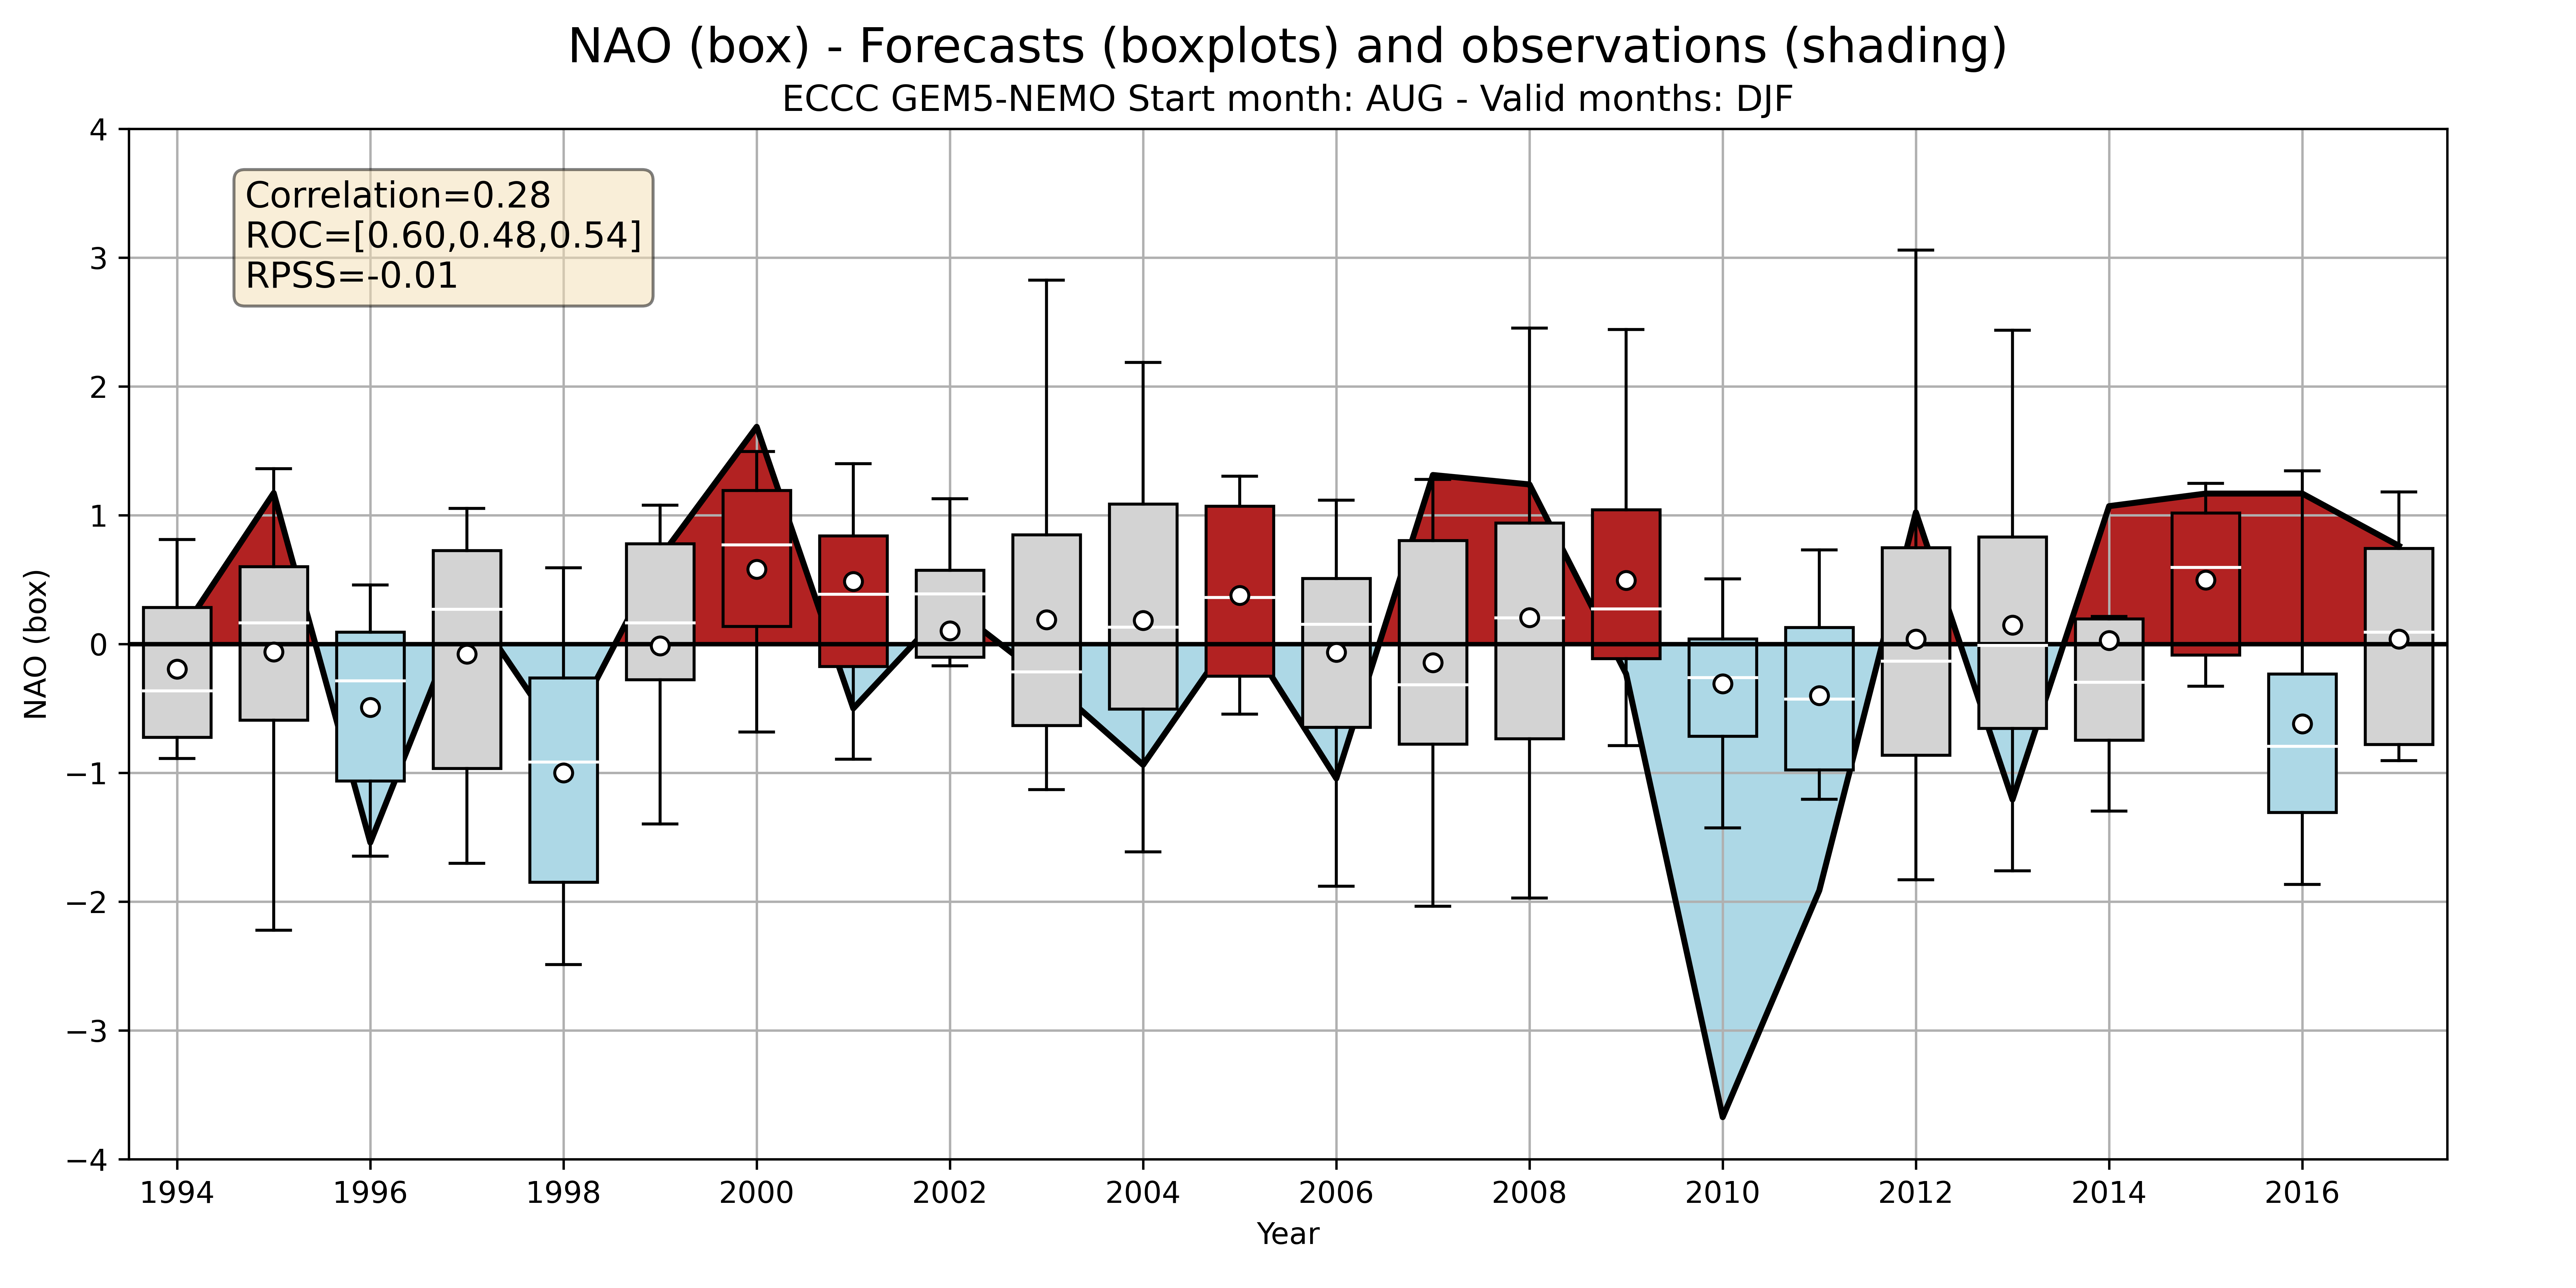 NAO (box) - Forecasts (boxplots) and observations (shading)
ECCC GEM5-NEMO Start month: AUG - Valid months: DJF
Correlation=0.28
ROC=[0.60,0.48,0.54]
RPSS=-0.01
NAO (box)
4
3
2
1
0
−1
−2
−3
−4
1994 1996 1998 2000 2002 2004 2006 2008 2010 2012 2014 2016
Year